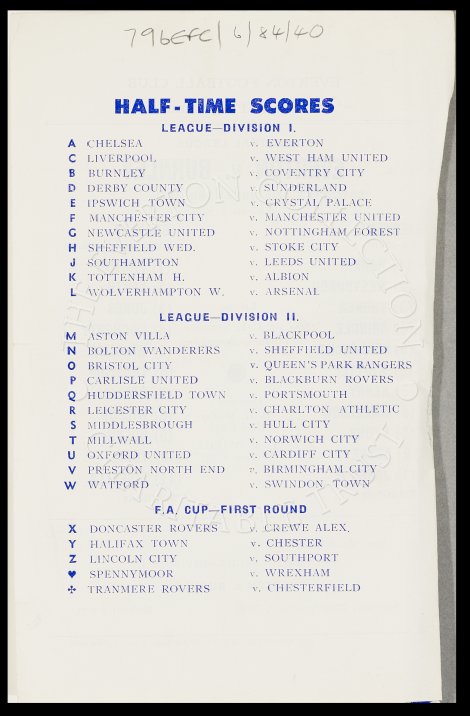 796EFC/6/84/40
HALF-TIME SCORES
LEAGUE—DIVISION I.
A CHELSEA v. EVERTON
C LIVERPOOL v. WEST HAM UNITED
B BURNLEY v. COVENTRY CITY
D DERBY COUNTY v. SUNDERLAND
E IPSWICH TOWN v. CRYSTAL PALACE
F MANCHESTER CITY v. MANCHESTER UNITED
G NEWCASTLE UNITED v. NOTTINGHAM FOREST
H SHEFFIELD WED. v. STOKE CITY
J SOUTHAMPTON v. LEEDS UNITED
K TOTTENHAM H. v. ALBION
L WOLVERHAMPTON W. v. ARSENAL
LEAGUE—DIVISION II.
M ASTON VILLA v. BLACKPOOL
N BOLTON WANDERERS v. SHEFFIELD UNITED
O BRISTOL CITY v. QUEEN'S PARK RANGERS
P CARLISLE UNITED v. BLACKBURN ROVERS
Q HUDDERSFIELD TOWN v. PORTSMOUTH
R LEICESTER CITY v. CHARLTON ATHLETIC
S MIDDLESBROUGH v. HULL CITY
T MILLWALL v. NORWICH CITY
U OXFORD UNITED v. CARDIFF CITY
V PRESTON NORTH END v. BIRMINGHAM CITY
W WATFORD v. SWINDON TOWN
F.A. CUP—FIRST ROUND
X DONCASTER ROVERS v. CREWE ALEX.
Y HALIFAX TOWN v. CHESTER
Z LINCOLN CITY v. SOUTHPORT
♥ SPENNYMOOR v. WREXHAM
✣ TRANMERE ROVERS v. CHESTERFIELD